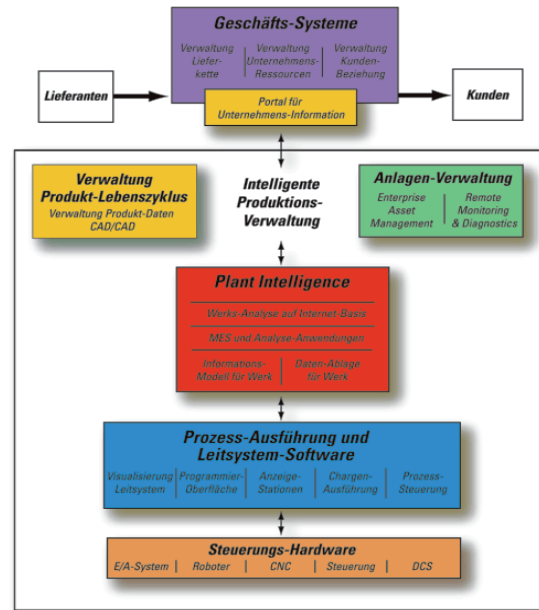 Geschäfts-Systeme
Verwaltung Liefer-kette
Verwaltung Unternehmens-Ressourcen
Verwaltung Kunden-Beziehung
Lieferanten
Kunden
Portal für
Unternehmens-Information
Verwaltung
Produkt-Lebenszyklus
Verwaltung Produkt-Daten
CAD/CAD
Intelligente
Produktions-
Verwaltung
Anlagen-Verwaltung
Enterprise Asset Management
Remote Monitoring & Diagnostics
Plant Intelligence
Werks-Analyse auf Internet-Basis
MES und Analyse-Anwendungen
Informations-Modell für Werk
Daten-Ablage für Werk
Prozess-Ausführung und
Leitsystem-Software
Visualisierung Leitsystem
Programmier-Oberfläche
Anzeige-Stationen
Chargen-Ausführung
Prozess-Steuerung
Steuerungs-Hardware
E/A-System | Roboter | CNC | Steuerung | DCS